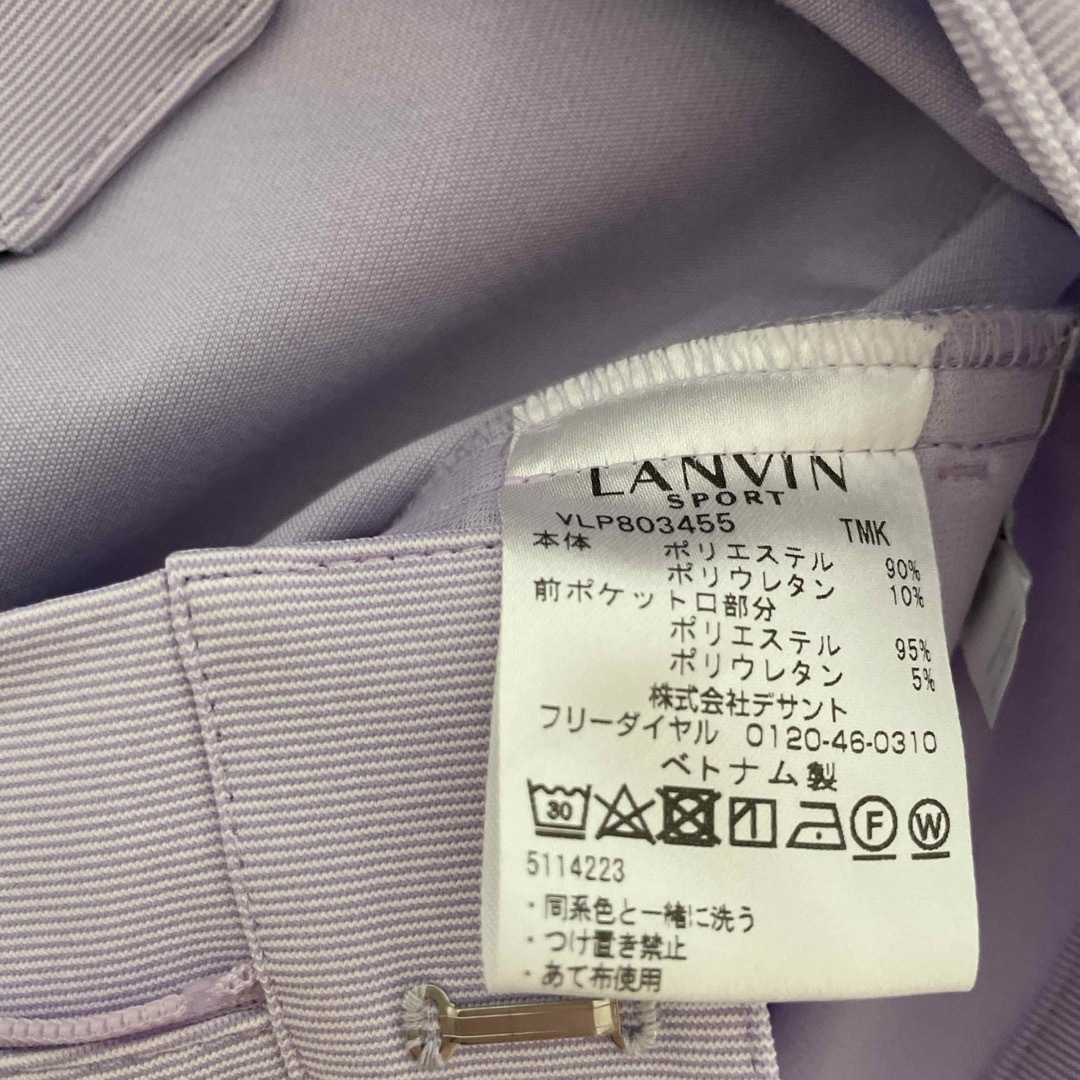 LANVIN
SPORT
VLP803455 TMK
本体 ポリエステル 90%
ポリウレタン 10%
前ポケット口部分
ポリエステル 95%
ポリウレタン 5%
株式会社デサント
フリーダイヤル 0120-46-0310
ベトナム製
30 F W
5114223
・同系色と一緒に洗う
・つけ置き禁止
・あて布使用